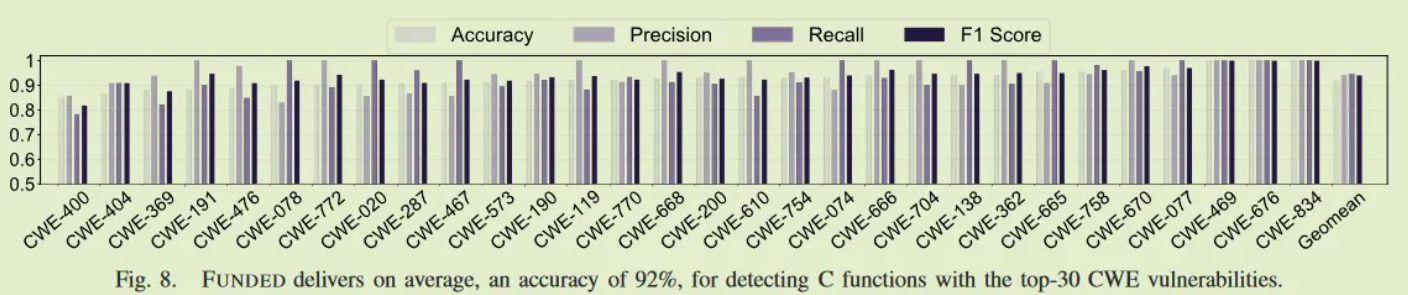 Accuracy Precision Recall F1 Score
1
0.9
0.8
0.7
0.6
0.5
CWE-400 CWE-404 CWE-369 CWE-191 CWE-476 CWE-078 CWE-772 CWE-020 CWE-287 CWE-467 CWE-573 CWE-190 CWE-119 CWE-770 CWE-668 CWE-200 CWE-610 CWE-754 CWE-074 CWE-666 CWE-704 CWE-138 CWE-362 CWE-665 CWE-758 CWE-670 CWE-077 CWE-469 CWE-676 CWE-834 Geomean
Fig. 8. FUNDED delivers on average, an accuracy of 92%, for detecting C functions with the top-30 CWE vulnerabilities.